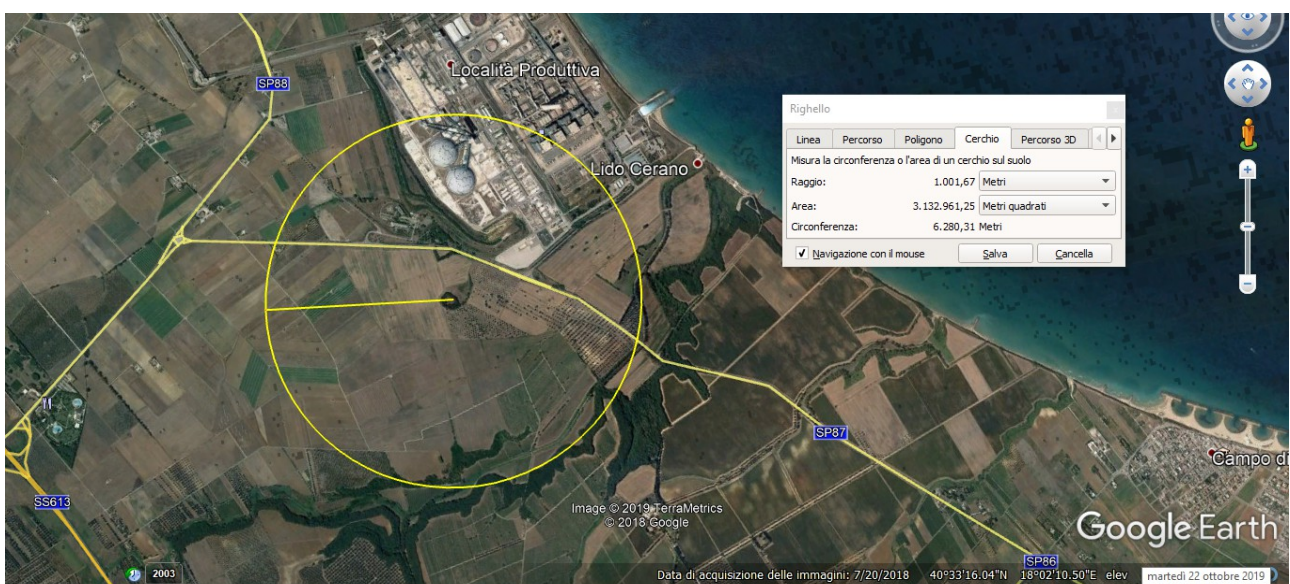 SP88
Località Produttiva
Lido Cerano
Righello
Linea Percorso Poligono Cerchio Percorso 3D
Misura la circonferenza o l'area di un cerchio sul suolo
Raggio: 1.001,67 Metri
Area: 3.132.961,25 Metri quadrati
Circonferenza: 6.280,31 Metri
Navigazione con il mouse Salva Cancella
SP87
Campo di
SS613
Image © 2019 TerraMetrics
© 2018 Google
Google Earth
SP86
2003
Data di acquisizione delle immagini: 7/20/2018 40°33'16.04"N 18°02'10.50"E elev
martedì 22 ottobre 2019